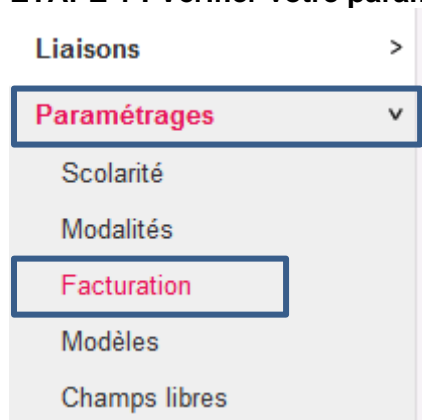 Liaisons >
Paramétrages v
Scolarité
Modalités
Facturation
Modèles
Champs libres